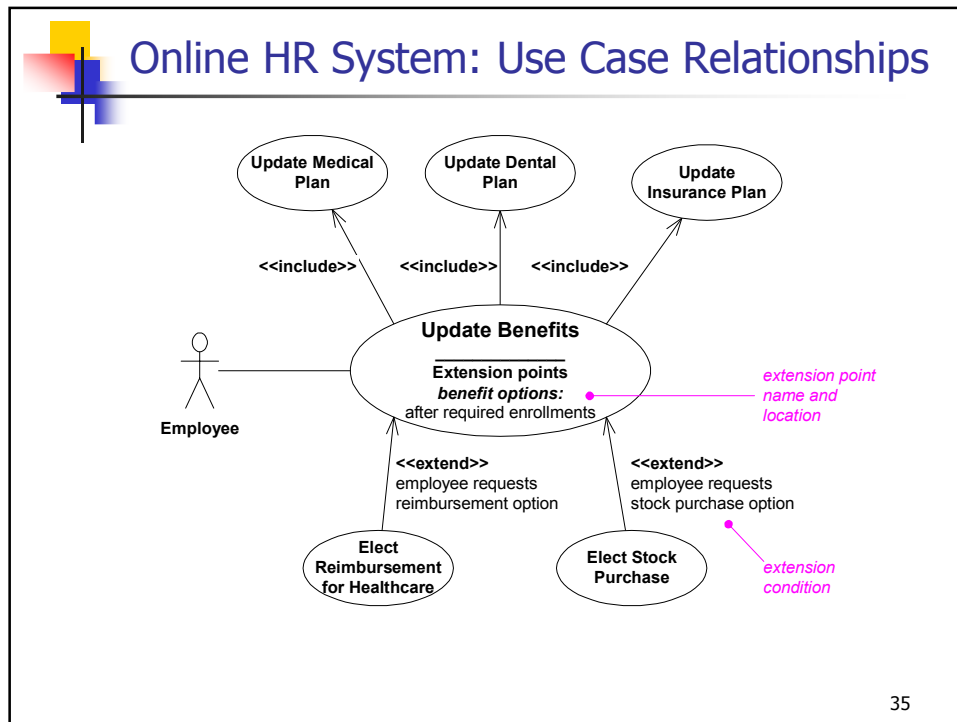 Online HR System: Use Case Relationships
Update Medical
Plan
Update Dental
Plan
Update
Insurance Plan
<<include>>
<<include>>
<<include>>
Update Benefits
Extension points
benefit options:
after required enrollments
extension point
name and
location
Employee
<<extend>>
employee requests
reimbursement option
<<extend>>
employee requests
stock purchase option
Elect
Reimbursement
for Healthcare
Elect Stock
Purchase
extension
condition
35